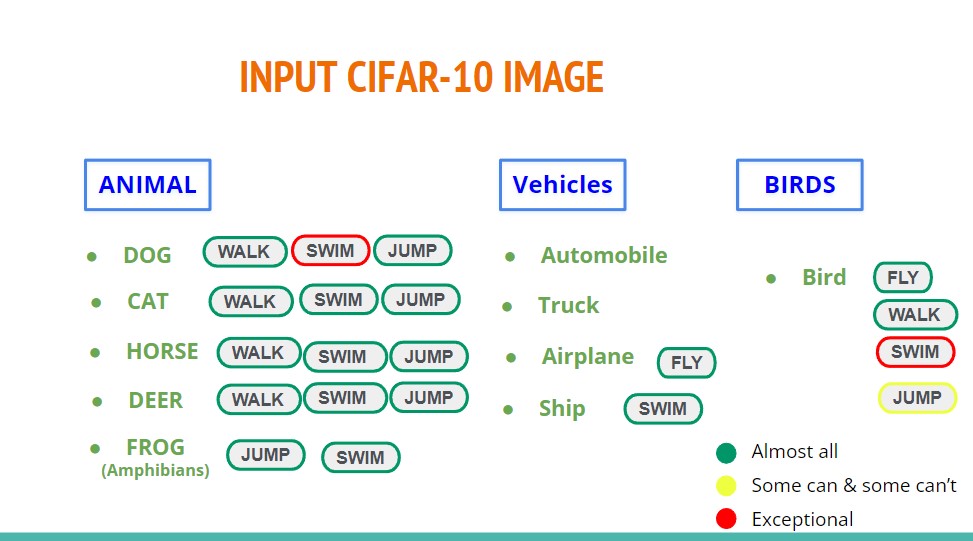 INPUT CIFAR-10 IMAGE
ANIMAL
DOG WALK SWIM JUMP
CAT WALK SWIM JUMP
HORSE WALK SWIM JUMP
DEER WALK SWIM JUMP
FROG JUMP SWIM
(Amphibians)
Vehicles
Automobile
Truck
Airplane FLY
Ship SWIM
BIRDS
Bird FLY
WALK
SWIM
JUMP
Almost all
Some can & some can’t
Exceptional